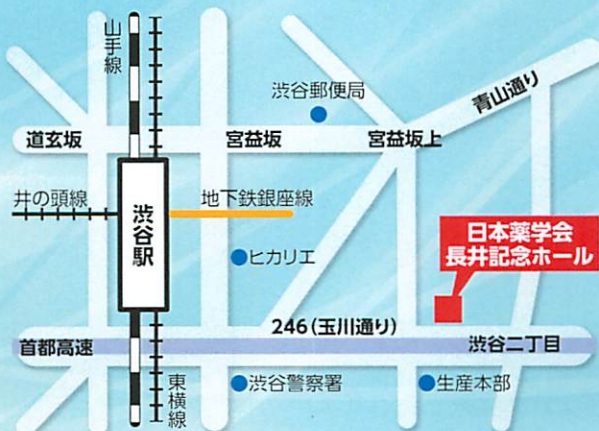 山手線
渋谷郵便局
青山通り
道玄坂
宮益坂
宮益坂上
井の頭線
渋谷駅
地下鉄銀座線
日本薬学会
長井記念ホール
ヒカリエ
246(玉川通り)
首都高速
渋谷二丁目
東横線
渋谷警察署
生産本部